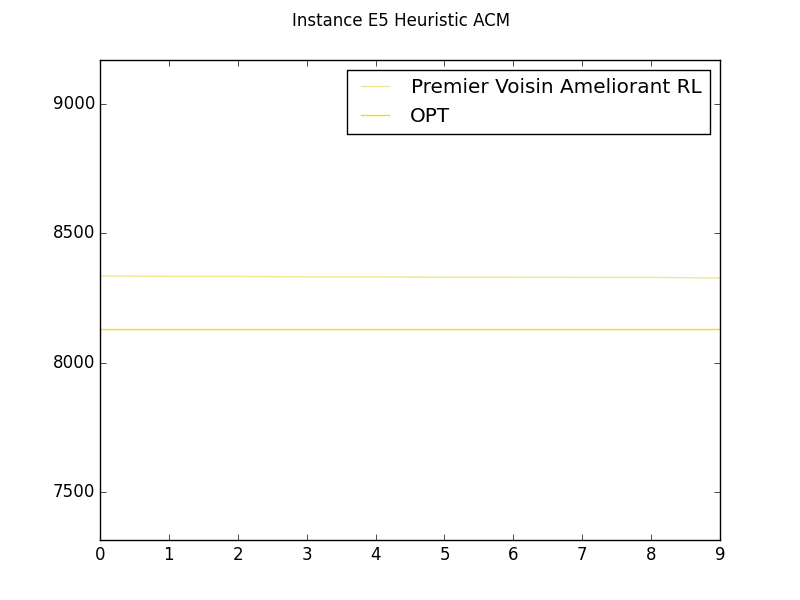 Instance E5 Heuristic ACM
Premier Voisin Ameliorant RL
OPT
9000
8500
8000
7500
0 1 2 3 4 5 6 7 8 9